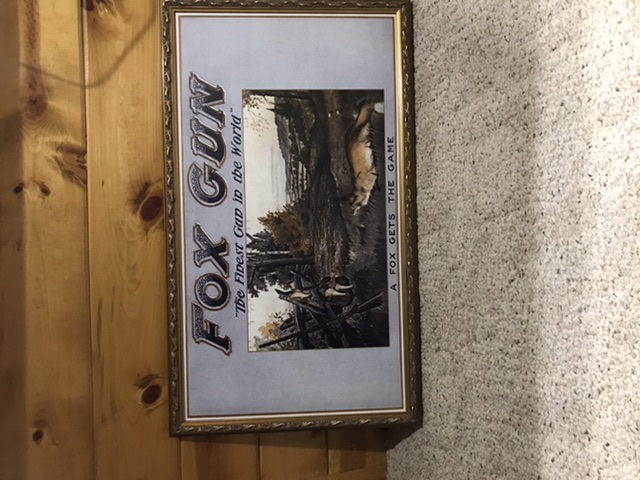 FOX GUN
"The Finest Gun in the World"
A FOX GETS THE GAME